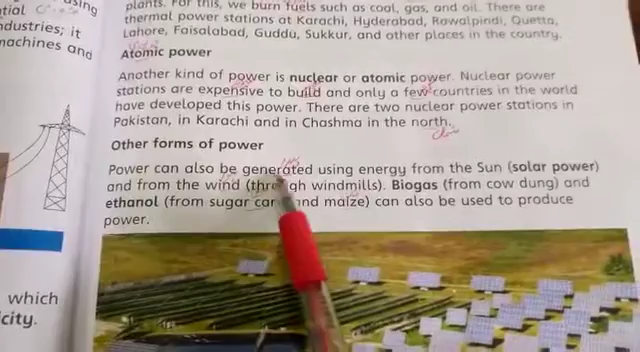 using
tial
ndustries; it
machines and
which
city.
plants. For this, we burn fuels such as coal, gas, and oil. There are
thermal power stations at Karachi, Hyderabad, Rawalpindi, Quetta,
Lahore, Faisalabad, Guddu, Sukkur, and other places in the country.
Atomic power
Another kind of power is nuclear or atomic power. Nuclear power
stations are expensive to build and only a few countries in the world
have developed this power. There are two nuclear power stations in
Pakistan, in Karachi and in Chashma in the north.
Other forms of power
Power can also be generated using energy from the Sun (solar power)
and from the wind (through windmills). Biogas (from cow dung) and
ethanol (from sugar can and maize) can also be used to produce
power.